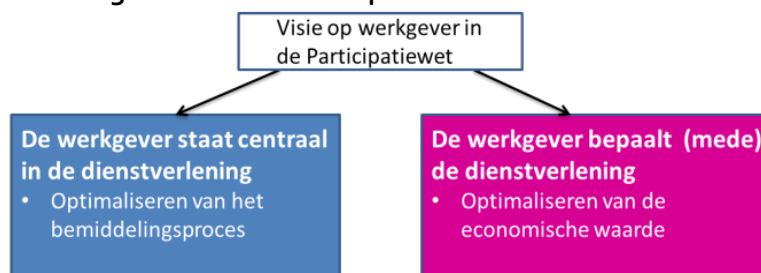 Visie op werkgever in
de Participatiewet
De werkgever staat centraal
in de dienstverlening
• Optimaliseren van het
bemiddelingsproces
De werkgever bepaalt (mede)
de dienstverlening
• Optimaliseren van de
economische waarde